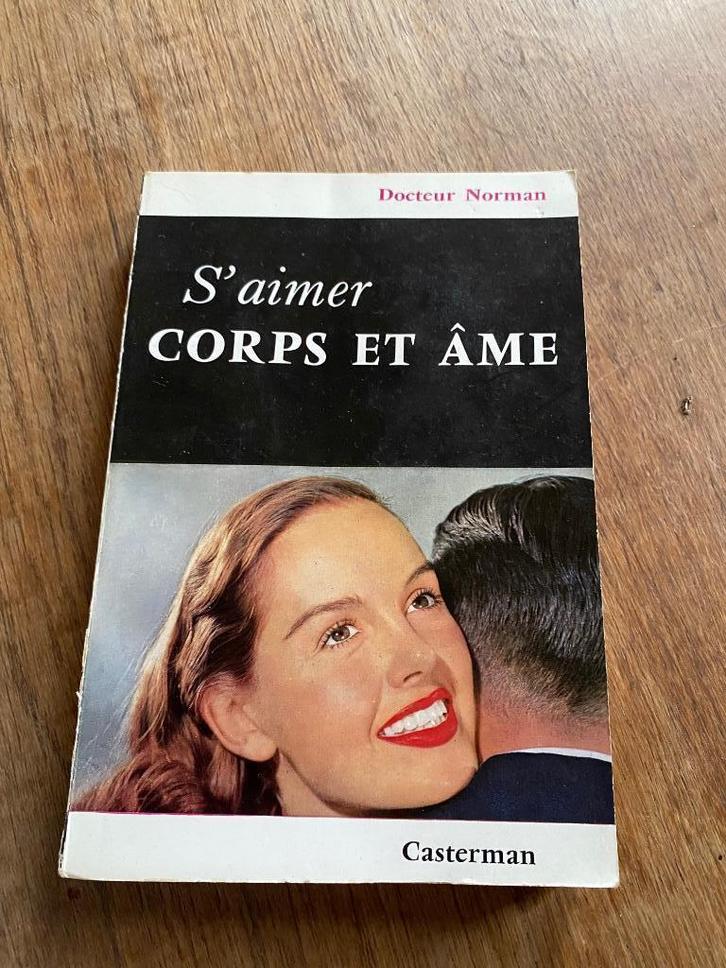 Docteur Norman
S'aimer
CORPS ET ÂME
Casterman